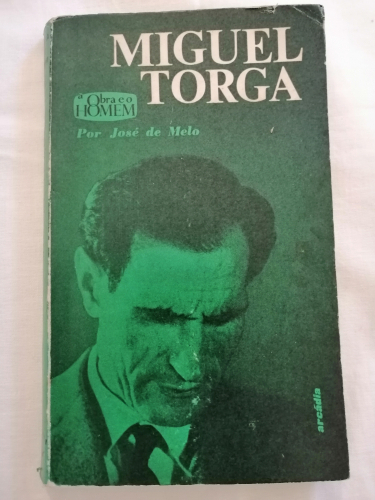 MIGUEL
TORGA
a Obra e o
HOMEM
Por José de Melo
arcádia